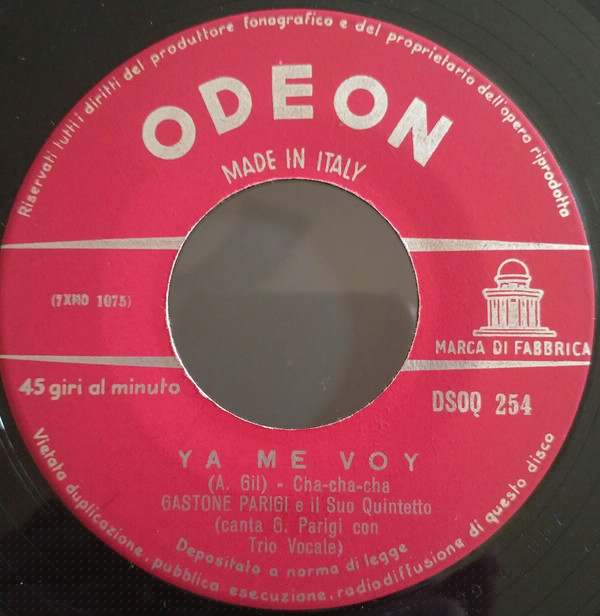 Riservati tutti i diritti del produttore fonografico e del proprietario dell'opera riprodotta
ODEON
MADE IN ITALY
(7XMO 1075)
MARCA DI FABBRICA
45 giri al minuto
DSOQ 254
YA ME VOY
(A. Gil) - Cha-cha-cha
GASTONE PARIGI e il Suo Quintetto
(canta G. Parigi con
Trio Vocale)
Depositato a norma di legge
Vietata duplicazione, pubblica esecuzione, radiodiffusione di questo disco